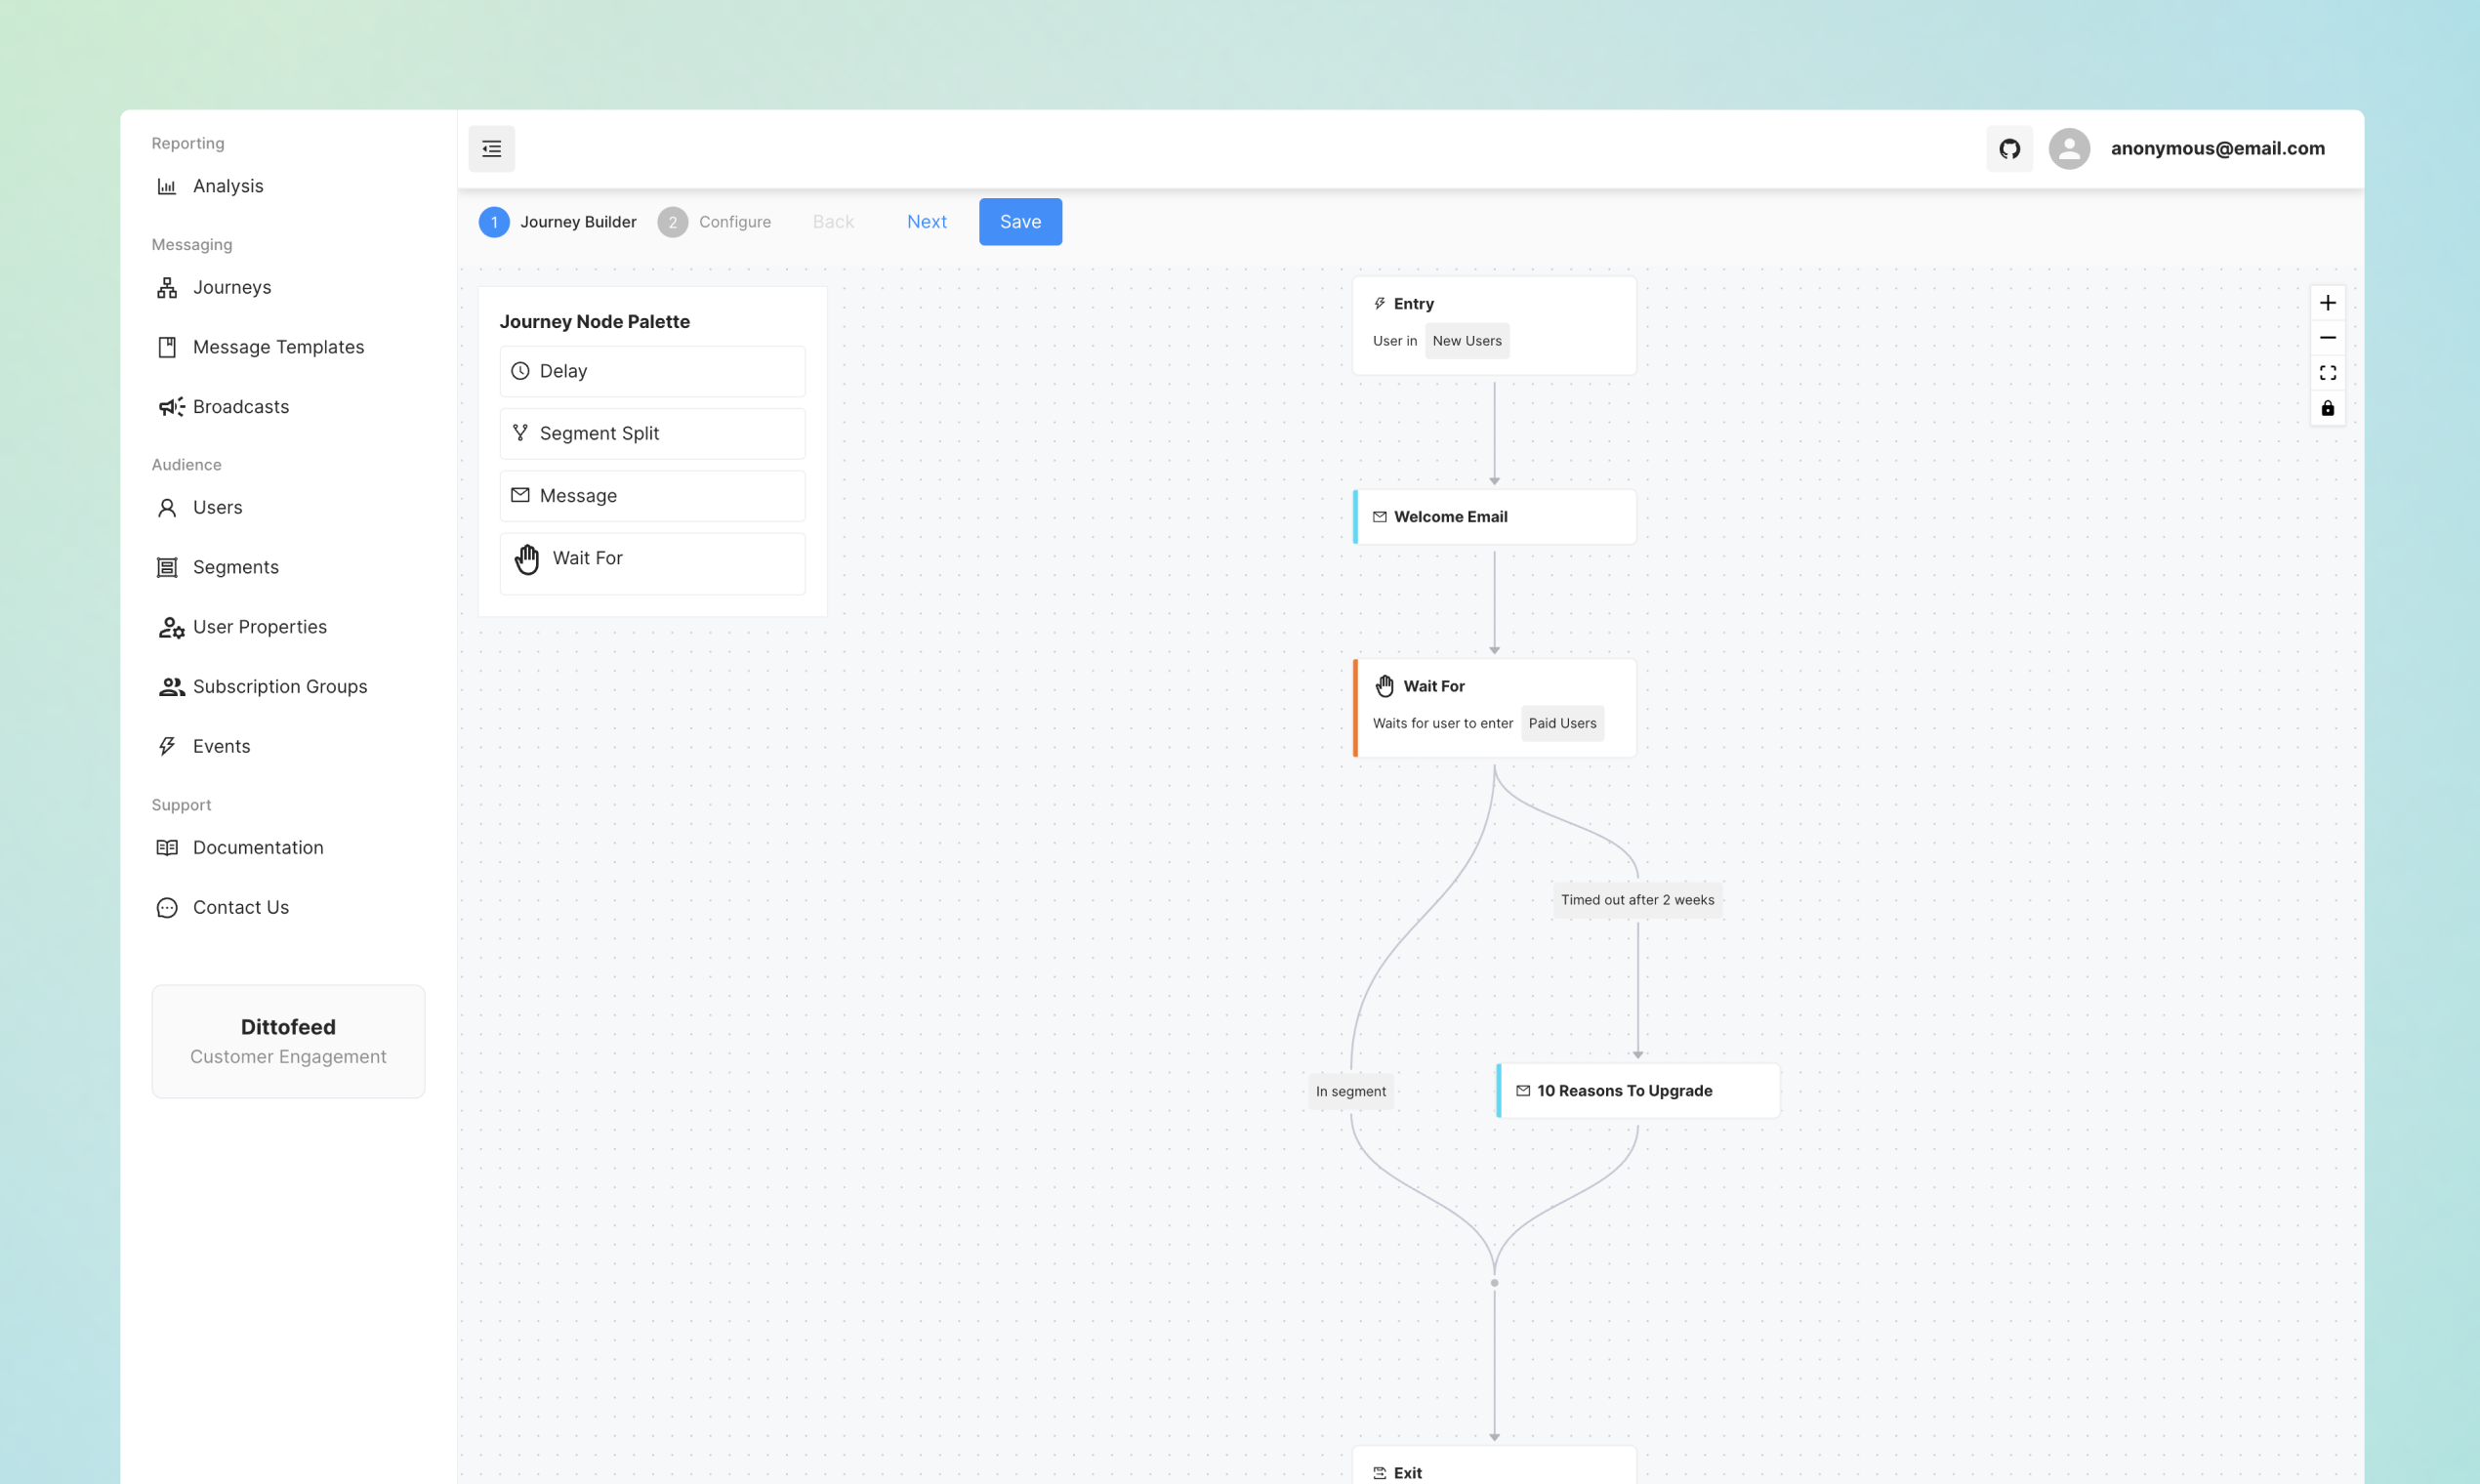 Reporting
Analysis
Messaging
Journeys
Message Templates
Broadcasts
Audience
Users
Segments
User Properties
Subscription Groups
Events
Support
Documentation
Contact Us
Dittofeed
Customer Engagement
anonymous@email.com
1 Journey Builder 2 Configure Back Next Save
Journey Node Palette
Delay
Segment Split
Message
Wait For
Entry
User in New Users
Welcome Email
Wait For
Waits for user to enter Paid Users
Timed out after 2 weeks
In segment
10 Reasons To Upgrade
Exit